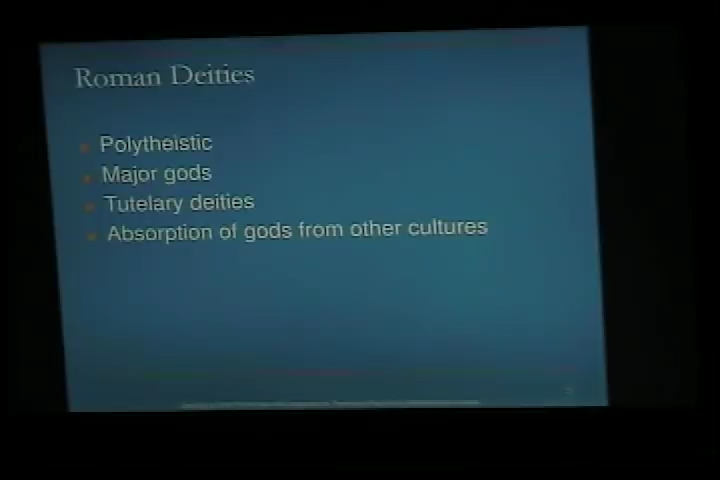 Roman Deities
Polytheistic
Major gods
Tutelary deities
Absorption of gods from other cultures